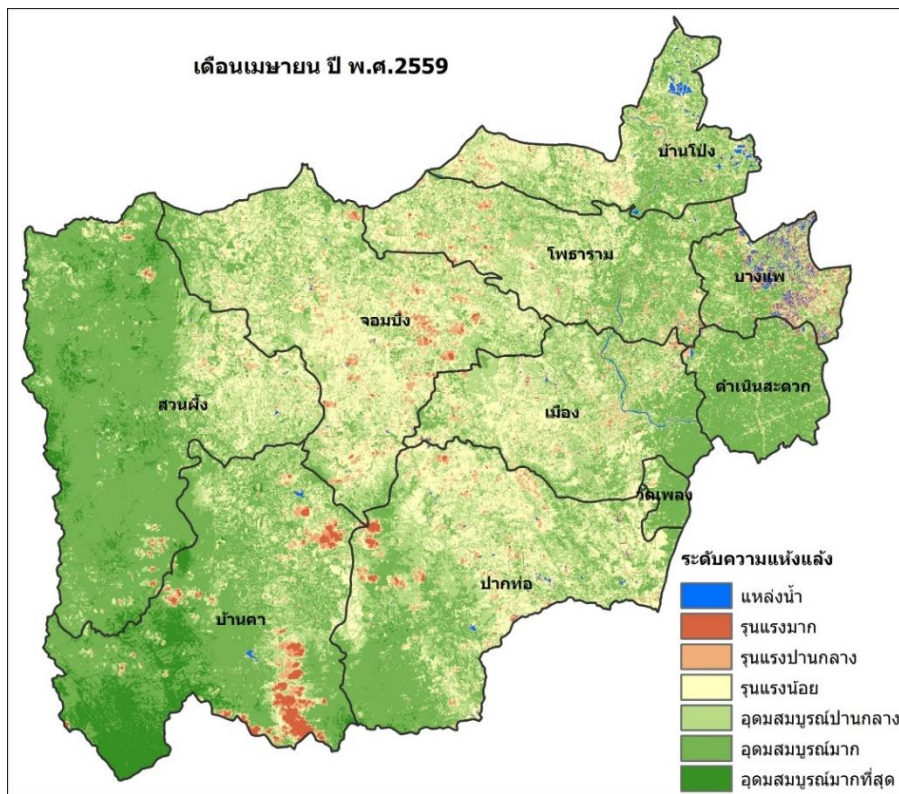 เดือนเมษายน ปี พ.ศ.2559
บ้านโป่ง
โพธาราม
บางแพ
จอมบึง
ดำเนินสะดวก
สวนผึ้ง
เมือง
วัดเพลง
ปากท่อ
บ้านคา
ระดับความแห้งแล้ง
แหล่งน้ำ
รุนแรงมาก
รุนแรงปานกลาง
รุนแรงน้อย
อุดมสมบูรณ์ปานกลาง
อุดมสมบูรณ์มาก
อุดมสมบูรณ์มากที่สุด